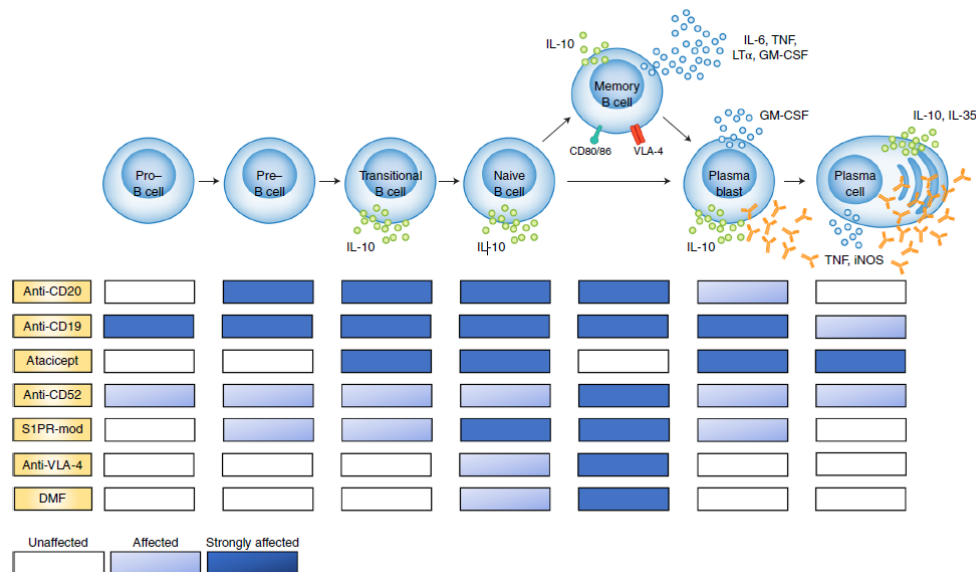 IL-10
IL-6, TNF,
LTα, GM-CSF
Memory
B cell
CD80/86
VLA-4
GM-CSF
IL-10, IL-35
Pro–
B cell
Pre–
B cell
Transitional
B cell
Naive
B cell
Plasma
blast
Plasma
cell
IL-10
IL-10
IL-10
TNF, iNOS
Anti-CD20
Anti-CD19
Atacicept
Anti-CD52
S1PR-mod
Anti-VLA-4
DMF
Unaffected
Affected
Strongly affected